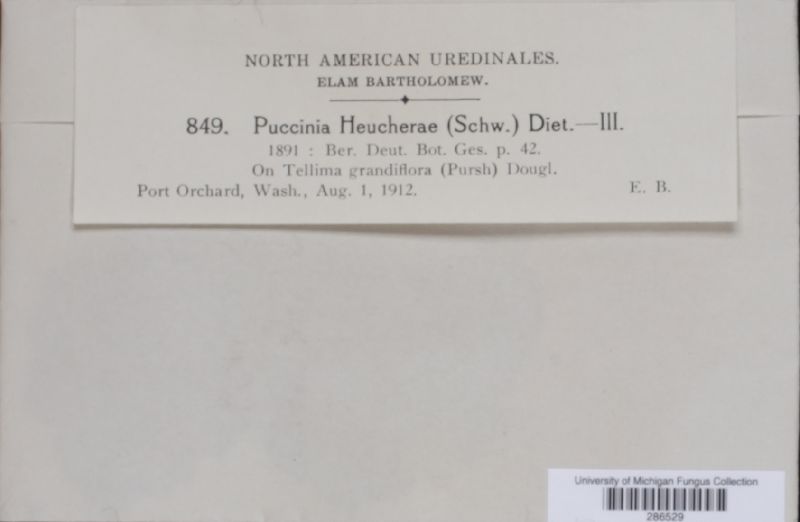 NORTH AMERICAN UREDINALES.
ELAM BARTHOLOMEW.
849. Puccinia Heucherae (Schw.) Diet.—III.
1891 : Ber. Deut. Bot. Ges. p. 42.
On Tellima grandiflora (Pursh) Dougl.
Port Orchard, Wash., Aug. 1, 1912. E. B.
University of Michigan Fungus Collection
286529